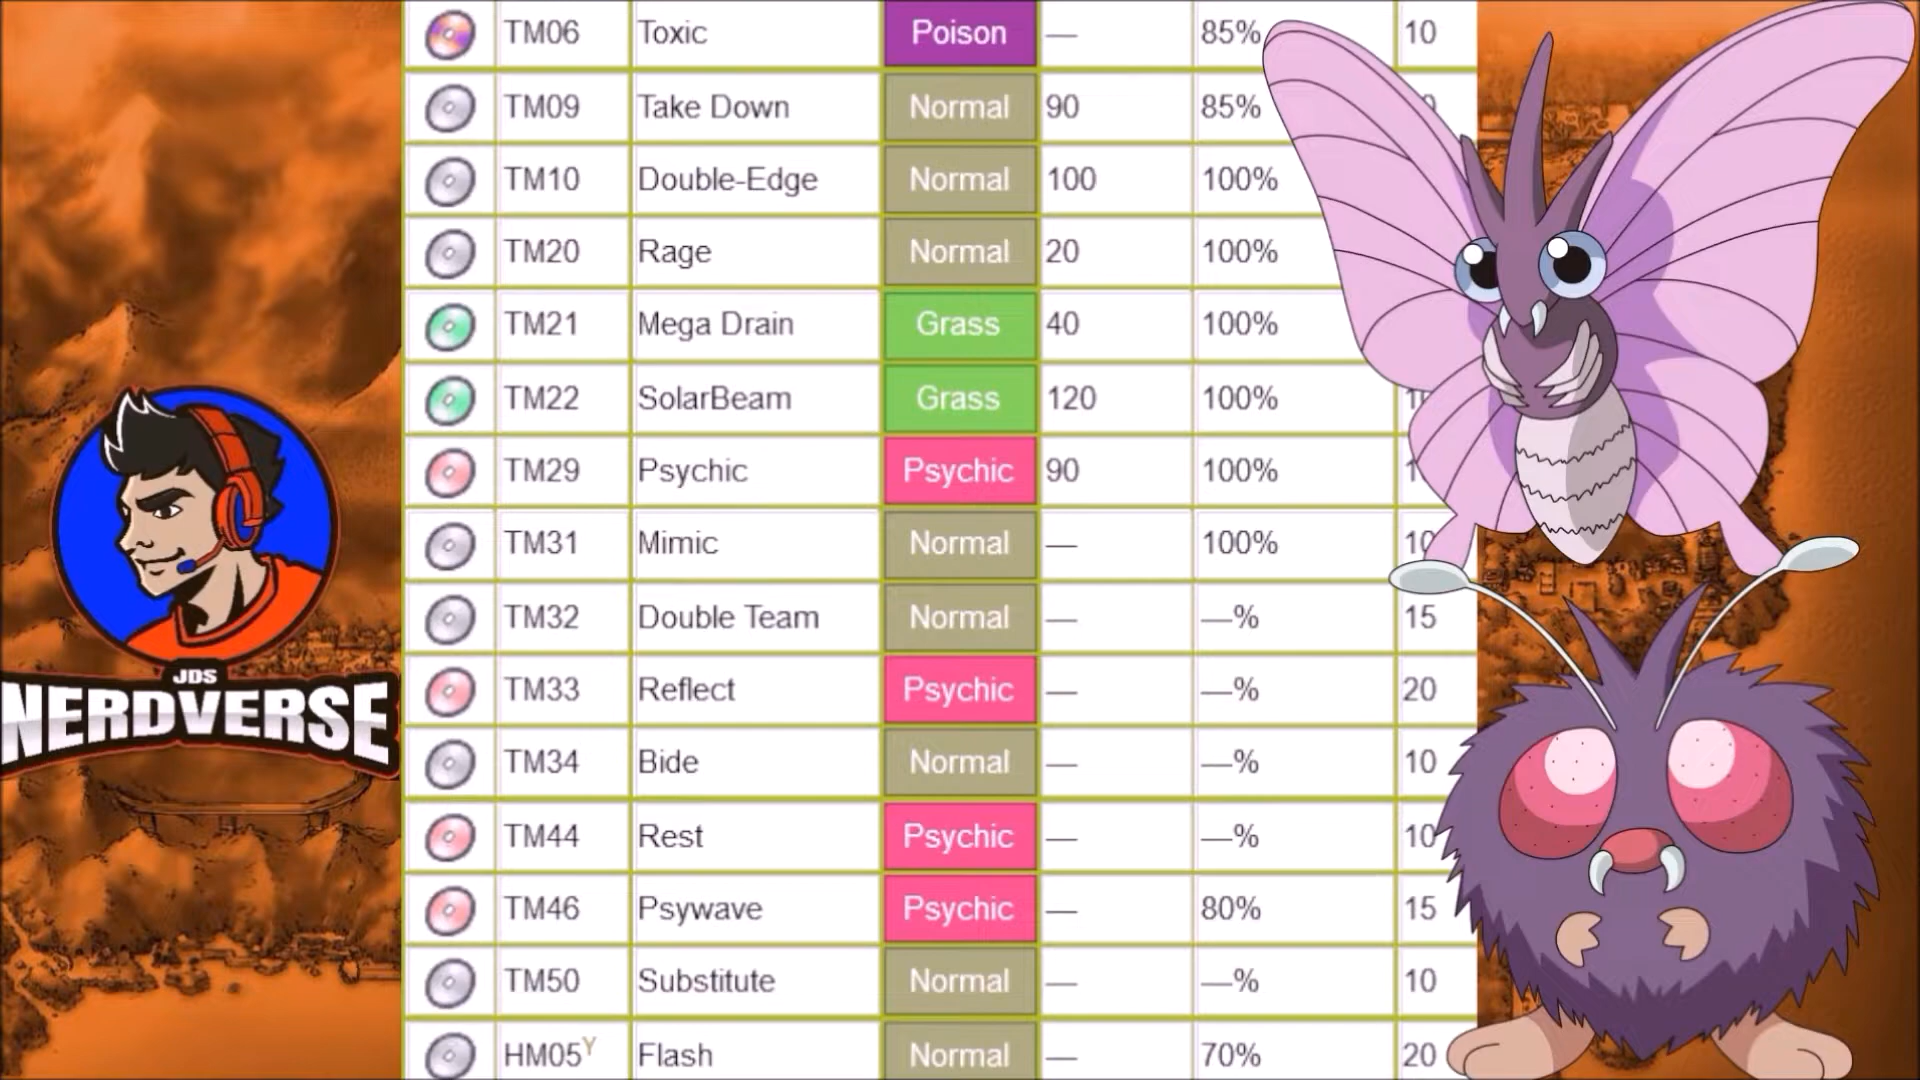 TM06 Toxic Poison — 85% 10
TM09 Take Down Normal 90 85%
TM10 Double-Edge Normal 100 100%
TM20 Rage Normal 20 100%
TM21 Mega Drain Grass 40 100%
TM22 SolarBeam Grass 120 100%
TM29 Psychic Psychic 90 100%
TM31 Mimic Normal — 100% 10
TM32 Double Team Normal — —% 15
TM33 Reflect Psychic — —% 20
TM34 Bide Normal — —% 10
TM44 Rest Psychic — —% 10
TM46 Psywave Psychic — 80% 15
TM50 Substitute Normal — —% 10
HM05Y Flash Normal — 70% 20
JDS
NERDVERSE